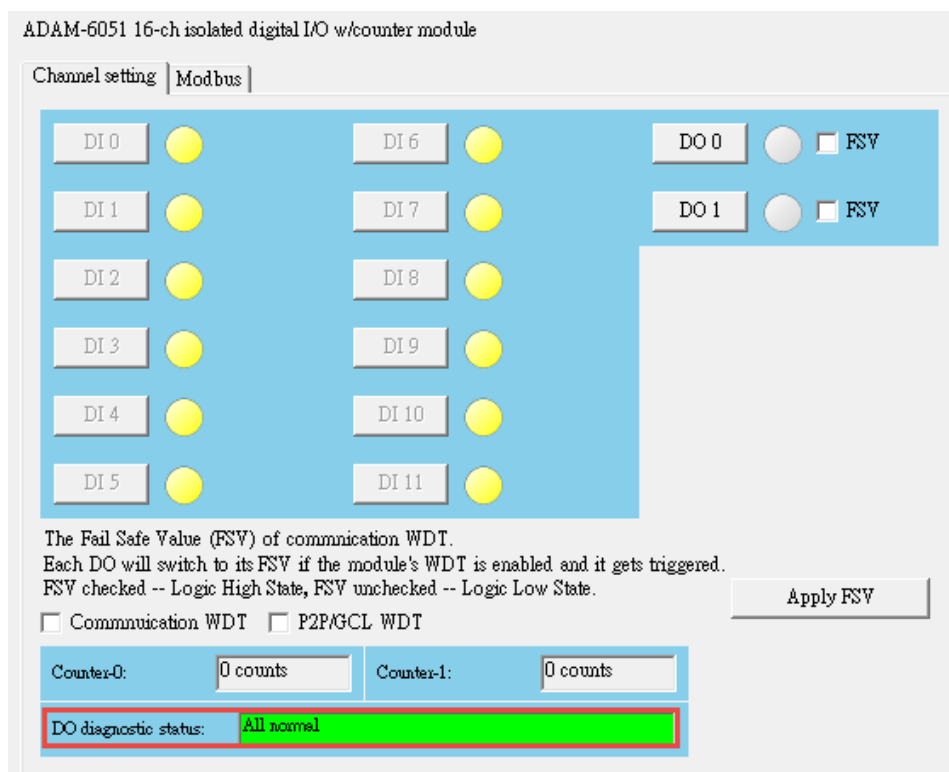 ADAM-6051 16-ch isolated digital I/O w/counter module
Channel setting Modbus
DI 0 DI 6 DO 0 FSV
DI 1 DI 7 DO 1 FSV
DI 2 DI 8
DI 3 DI 9
DI 4 DI 10
DI 5 DI 11
The Fail Safe Value (FSV) of commnication WDT.
Each DO will switch to its FSV if the module's WDT is enabled and it gets triggered.
FSV checked -- Logic High State, FSV unchecked -- Logic Low State.
Apply FSV
Commnuication WDT P2P/GCL WDT
Counter-0: 0 counts Counter-1: 0 counts
DO diagnostic status: All normal